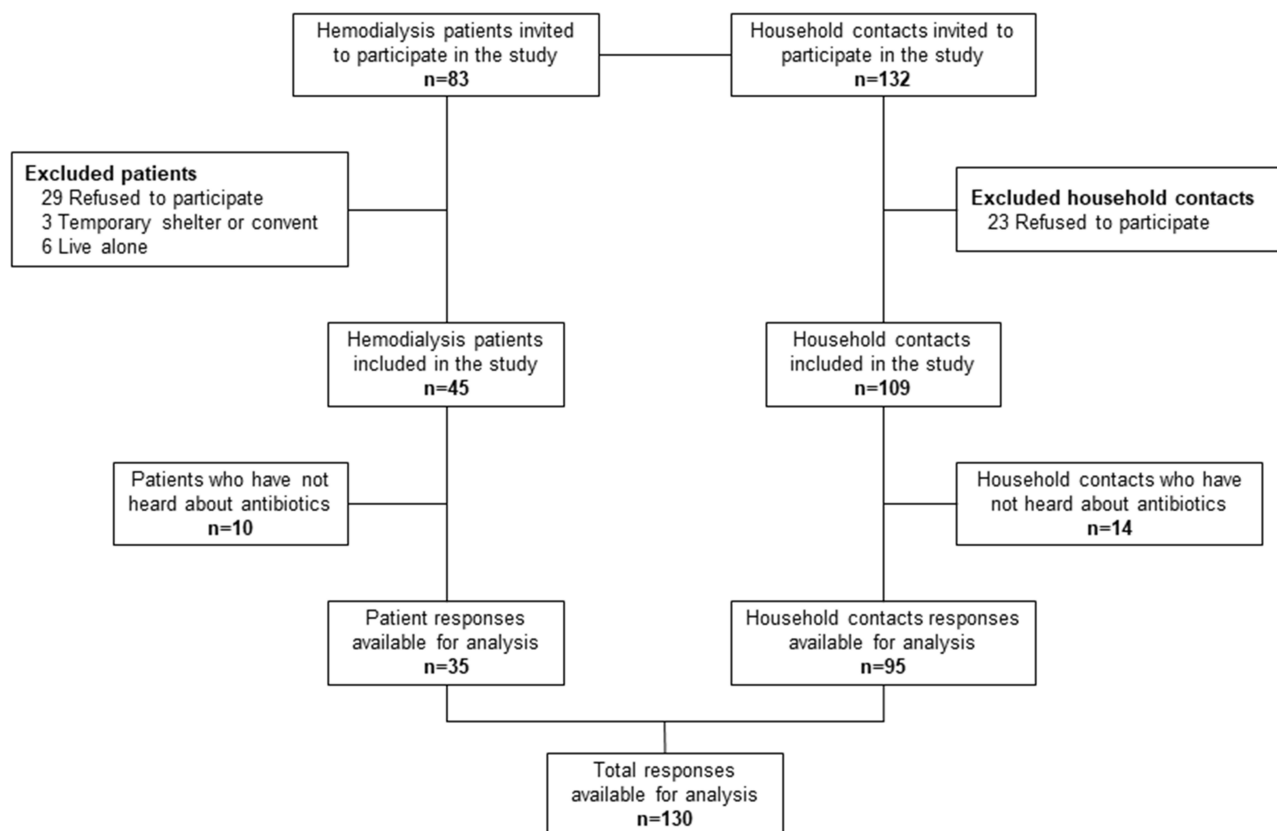 Hemodialysis patients invited
to participate in the study
n=83
Household contacts invited to
participate in the study
n=132
Excluded patients
29 Refused to participate
3 Temporary shelter or convent
6 Live alone
Excluded household contacts
23 Refused to participate
Hemodialysis patients
included in the study
n=45
Household contacts
included in the study
n=109
Patients who have not
heard about antibiotics
n=10
Household contacts who have
not heard about antibiotics
n=14
Patient responses
available for analysis
n=35
Household contacts responses
available for analysis
n=95
Total responses
available for analysis
n=130